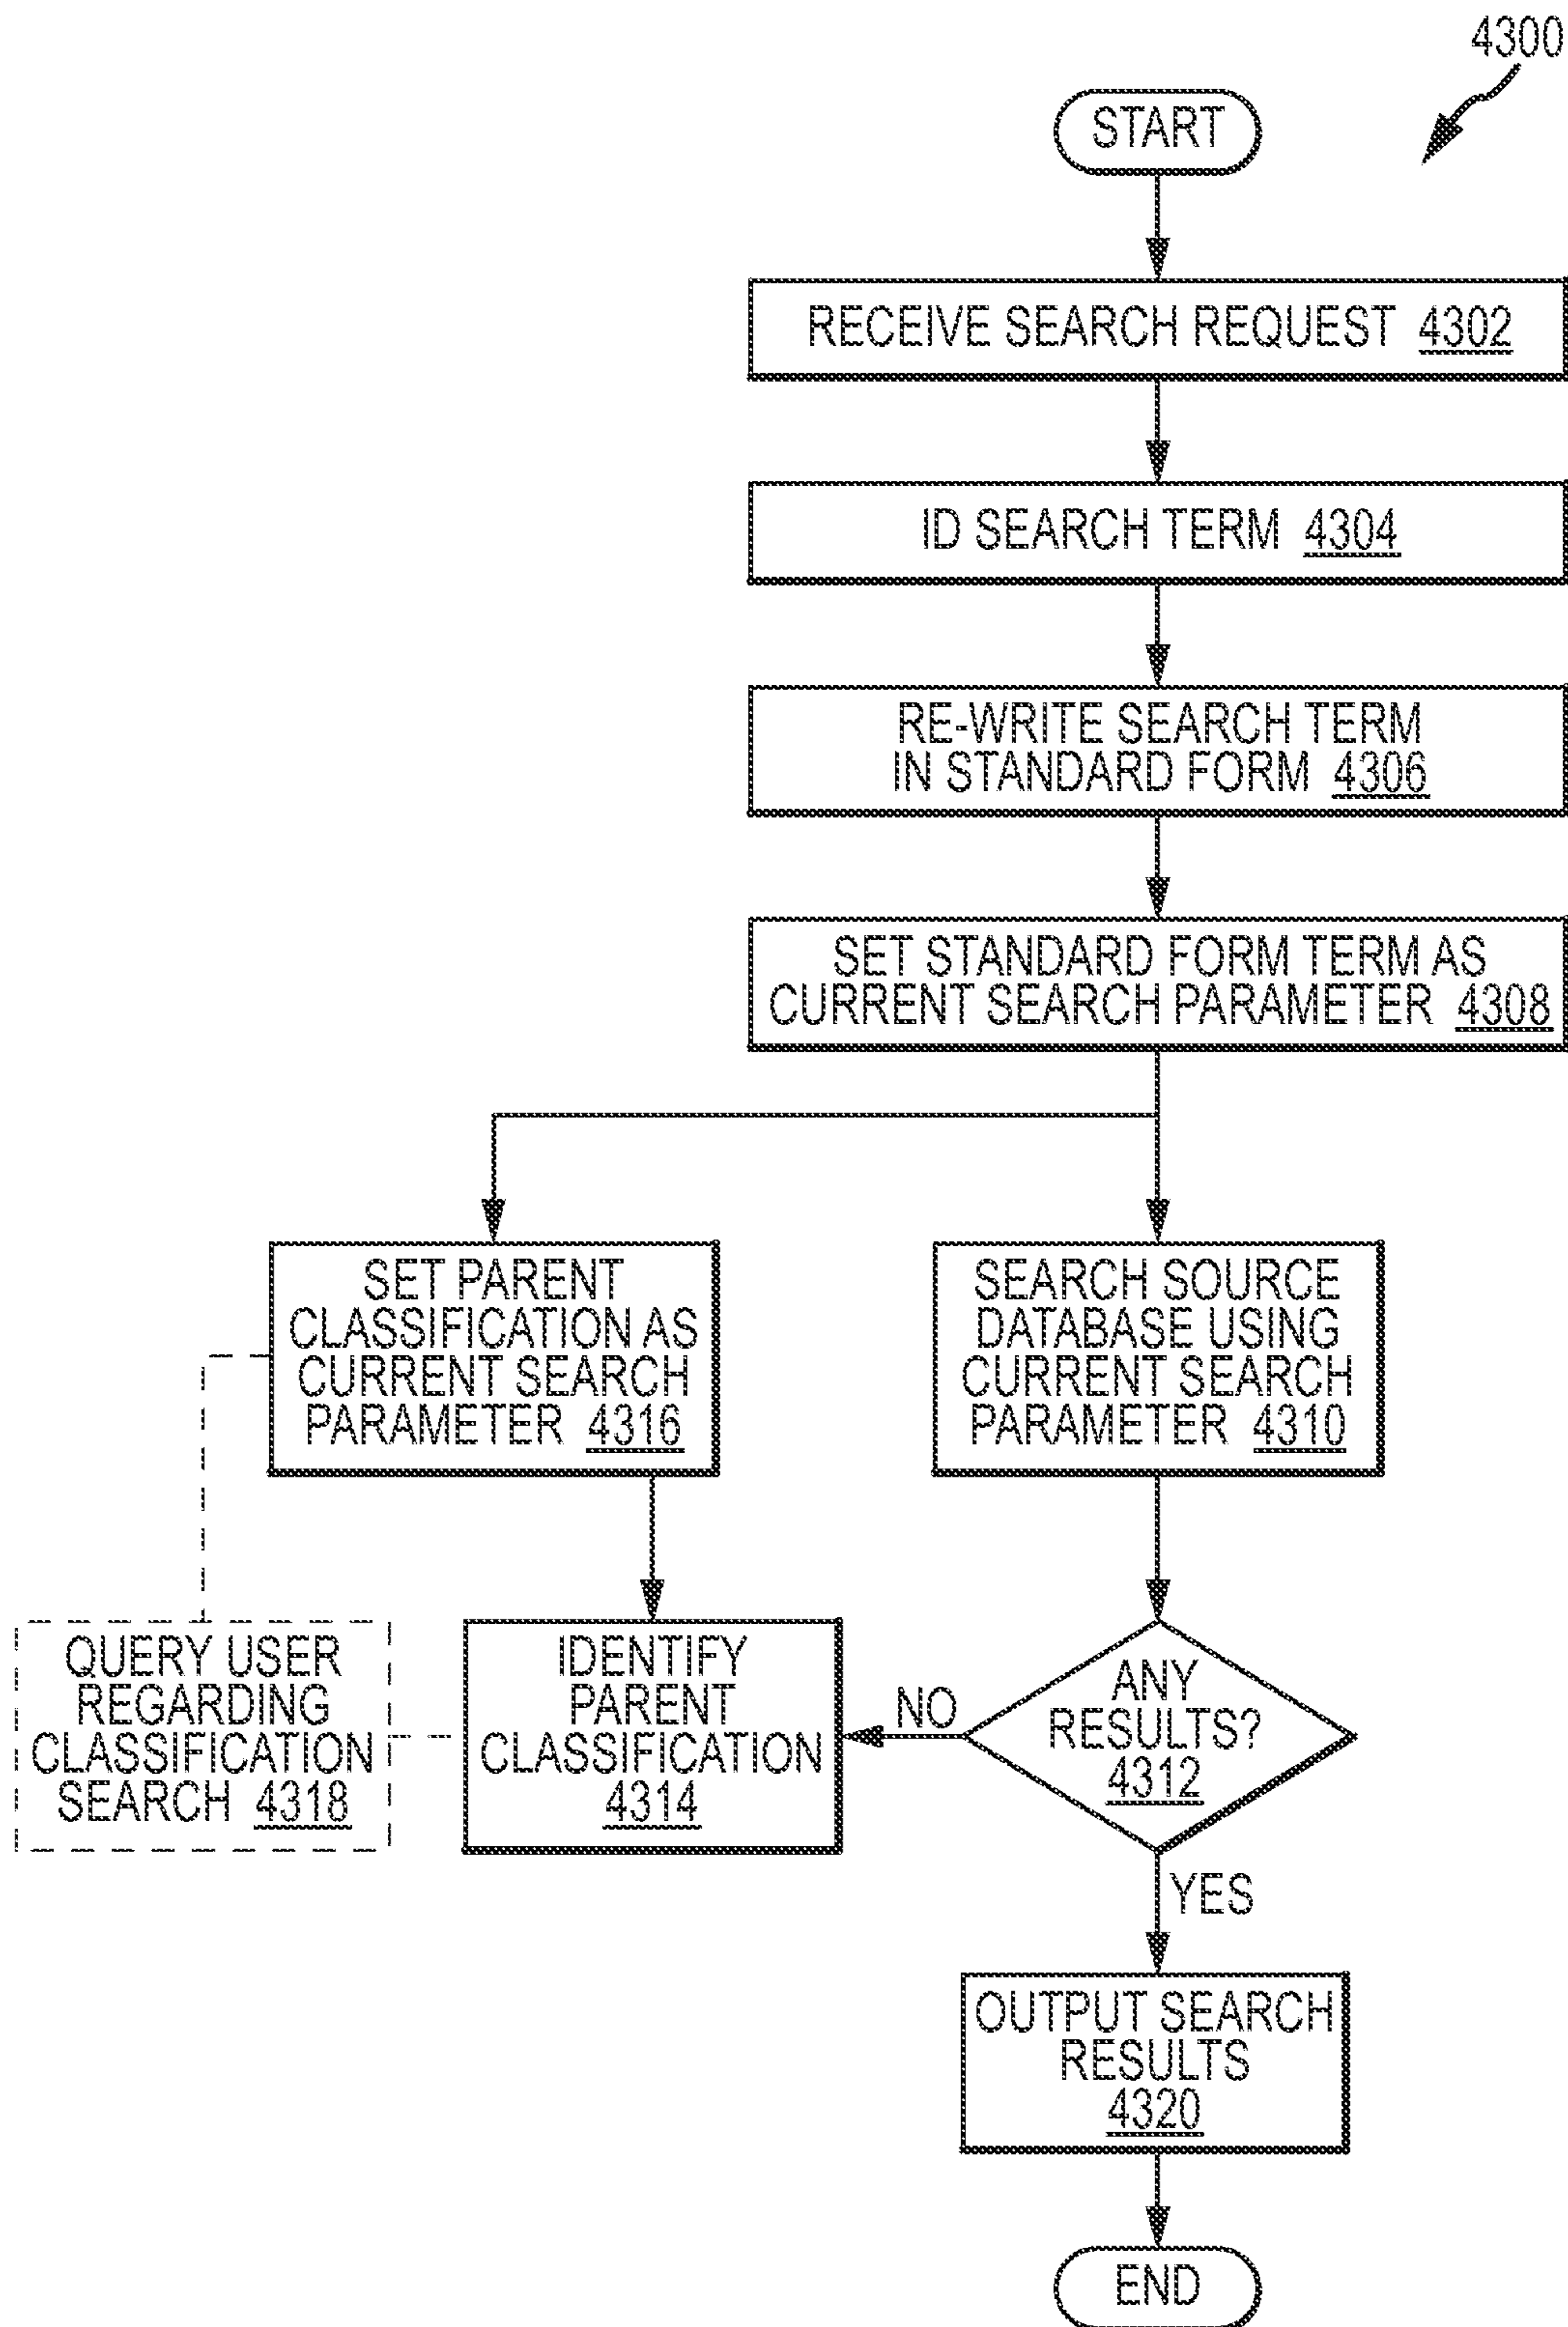 4300
START
RECEIVE SEARCH REQUEST 4302
ID SEARCH TERM 4304
RE-WRITE SEARCH TERM
IN STANDARD FORM 4306
SET STANDARD FORM TERM AS
CURRENT SEARCH PARAMETER 4308
SET PARENT
CLASSIFICATION AS
CURRENT SEARCH
PARAMETER 4316
SEARCH SOURCE
DATABASE USING
CURRENT SEARCH
PARAMETER 4310
QUERY USER
REGARDING
CLASSIFICATION
SEARCH 4318
IDENTIFY
PARENT
CLASSIFICATION
4314
NO
ANY
RESULTS?
4312
YES
OUTPUT SEARCH
RESULTS
4320
END